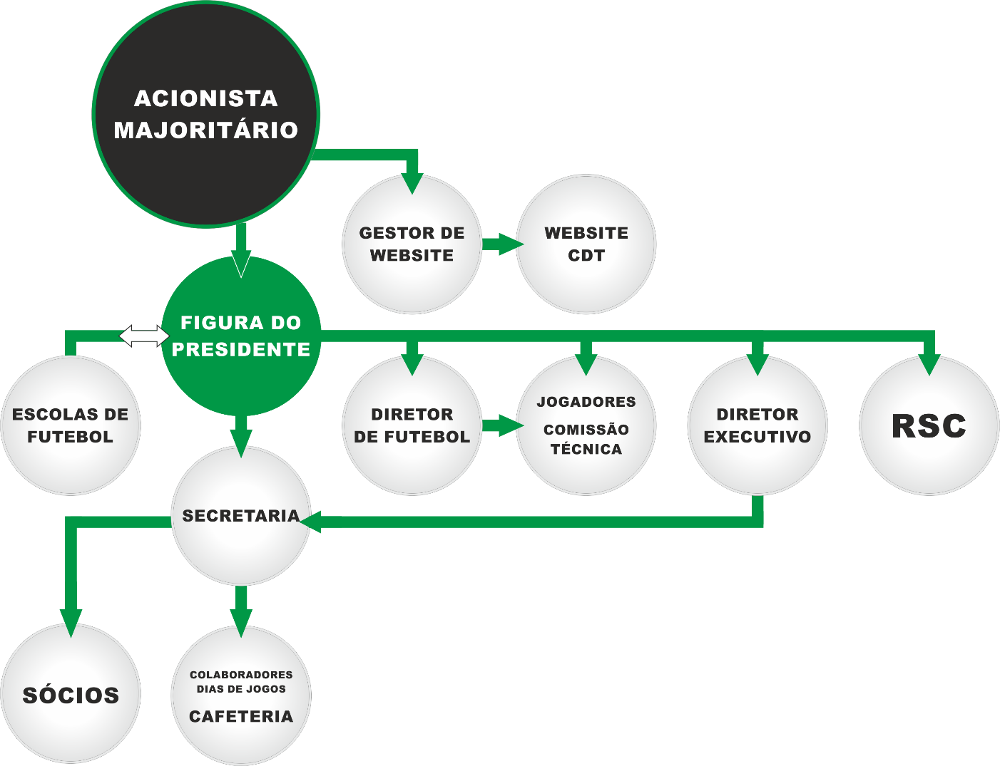 ACIONISTA
MAJORITÁRIO
GESTOR DE
WEBSITE
WEBSITE
CDT
FIGURA DO
PRESIDENTE
ESCOLAS DE
FUTEBOL
DIRETOR
DE FUTEBOL
JOGADORES
COMISSÃO
TÉCNICA
DIRETOR
EXECUTIVO
RSC
SECRETARIA
SÓCIOS
COLABORADORES
DIAS DE JOGOS
CAFETERIA